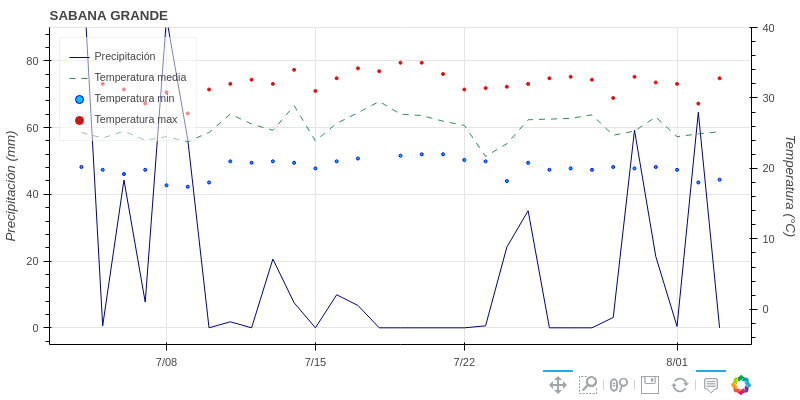 SABANA GRANDE
Precipitación
Temperatura media
Temperatura min
Temperatura max
Precipitación (mm)
80
60
40
20
0
Temperatura (°C)
40
30
20
10
0
7/08
7/15
7/22
8/01